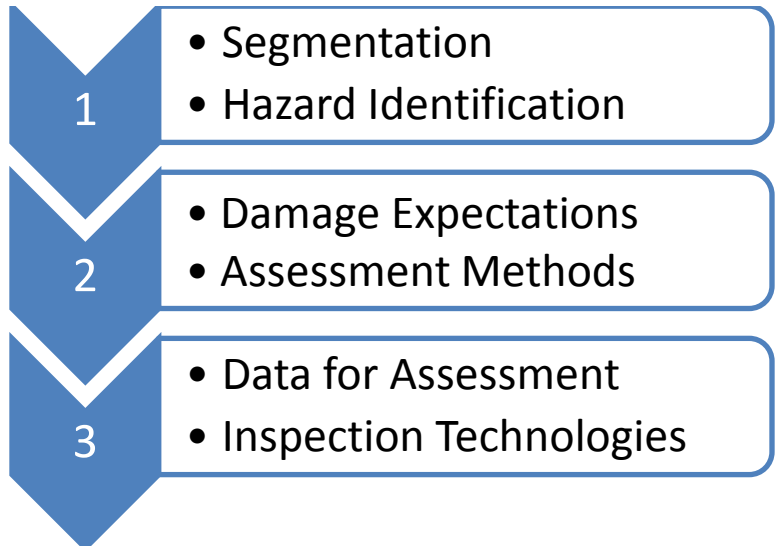 1
• Segmentation
• Hazard Identification
2
• Damage Expectations
• Assessment Methods
3
• Data for Assessment
• Inspection Technologies